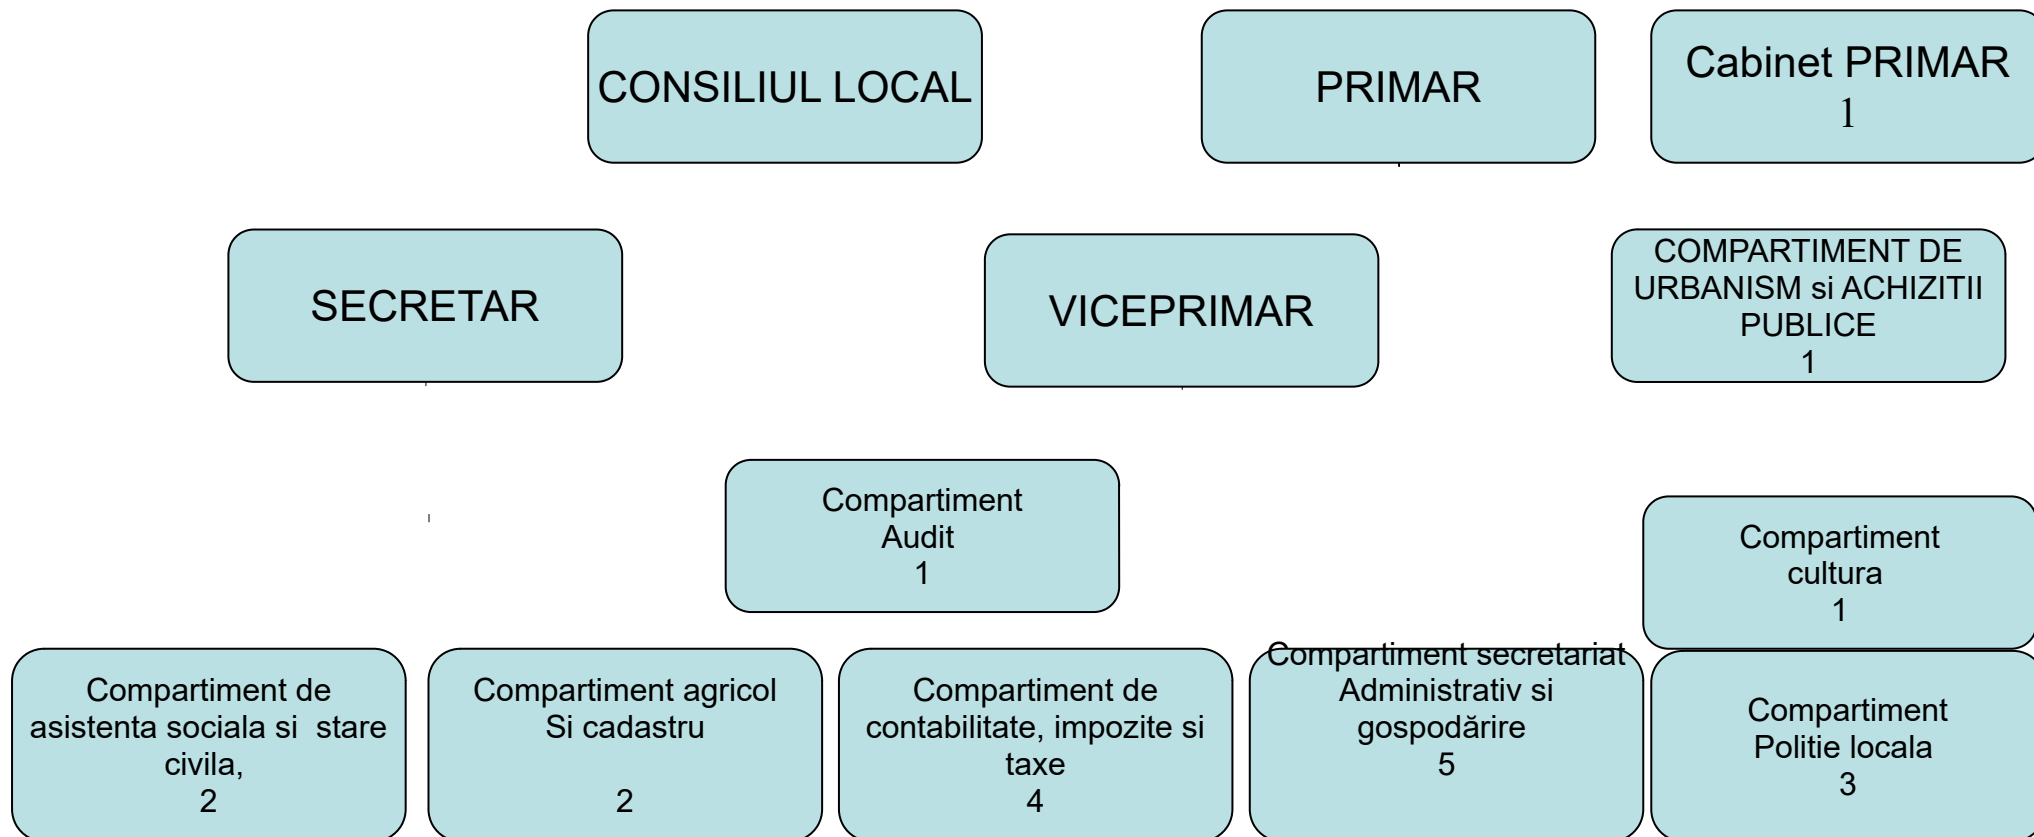 CONSILIUL LOCAL
PRIMAR
Cabinet PRIMAR
1
SECRETAR
VICEPRIMAR
COMPARTIMENT DE
URBANISM si ACHIZITII
PUBLICE
1
Compartiment
Audit
1
Compartiment
cultura
1
Compartiment de
asistenta sociala si  stare
civila,
2
Compartiment agricol
Si cadastru
2
Compartiment de
contabilitate, impozite si
taxe
4
Compartiment secretariat
Administrativ si
gospodărire
5
Compartiment
Politie locala
3